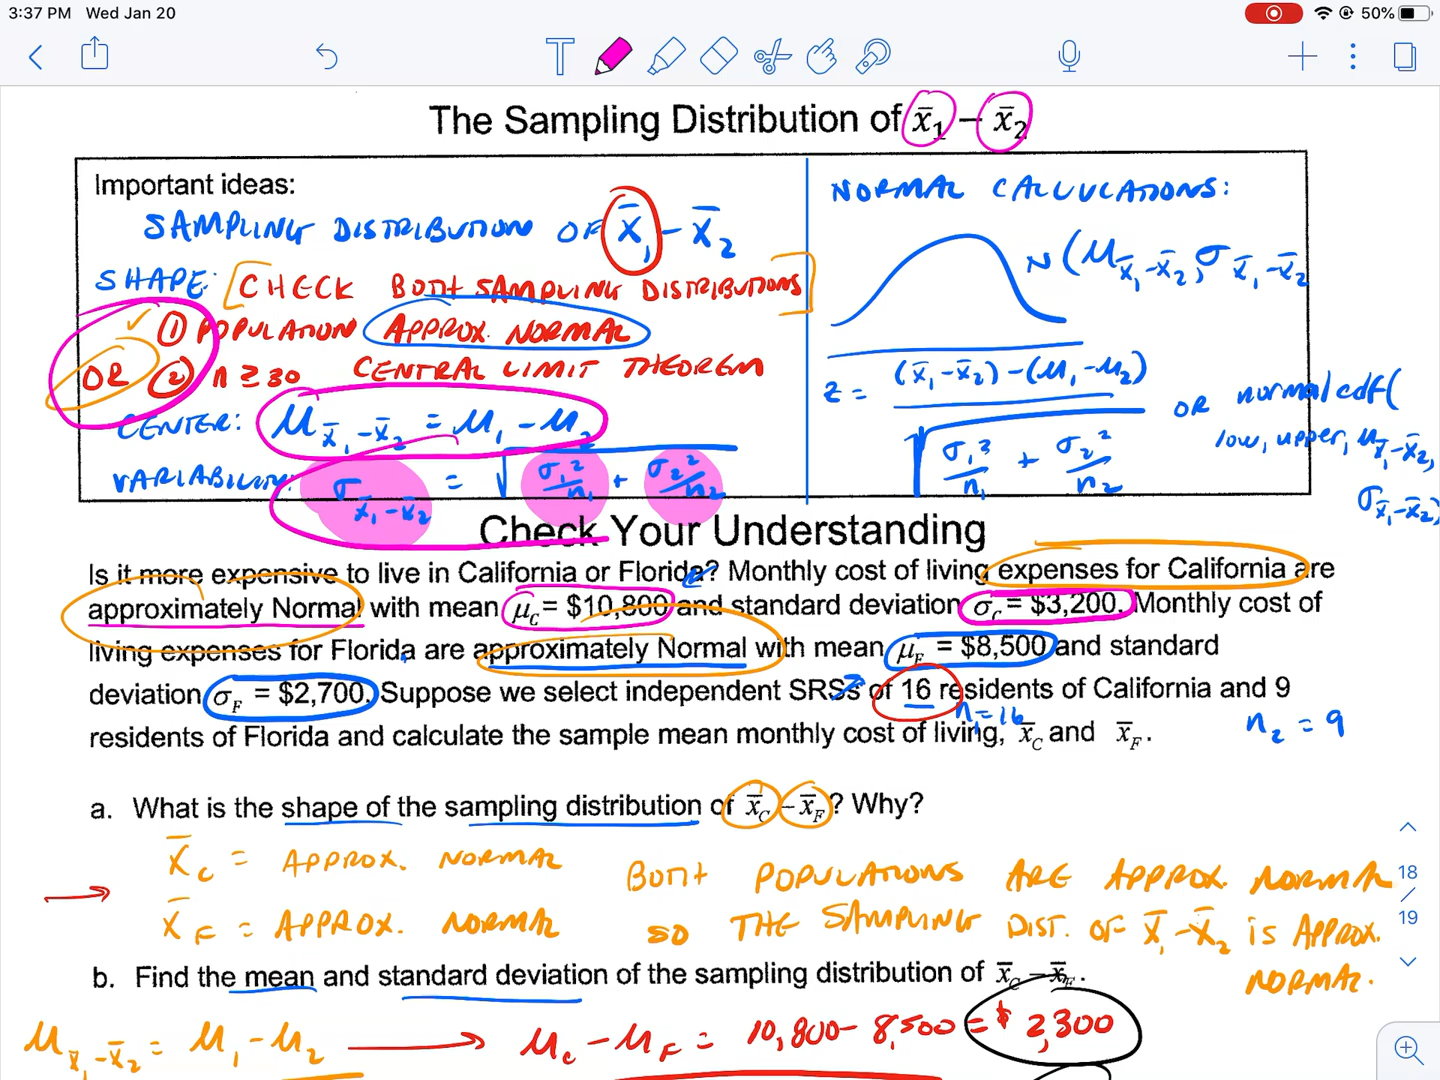 3:37 PM Wed Jan 20 50%
The Sampling Distribution of x̄₁ − x̄₂
Important ideas:
SAMPLING DISTRIBUTION OF x̄₁ − x̄₂
SHAPE: [CHECK BOTH SAMPLING DISTRIBUTIONS]
① POPULATION APPROX. NORMAL
OR ② n ≥ 30 CENTRAL LIMIT THEOREM
CENTER: μx̄₁−x̄₂ = μ₁ − μ₂
VARIABILITY: σx̄₁−x̄₂ = √(σ₁²/n₁ + σ₂²/n₂)
NORMAL CALCULATIONS:
N(μx̄₁−x̄₂, σx̄₁−x̄₂
z = (x̄₁−x̄₂)−(μ₁−μ₂) / √(σ₁²/n₁ + σ₂²/n₂)
OR normalcdf(
low, upper, μx̄₁−x̄₂,
σx̄₁−x̄₂)
Check Your Understanding
Is it more expensive to live in California or Florida? Monthly cost of living expenses for California are
approximately Normal with mean μC = $10,800 and standard deviation σC = $3,200. Monthly cost of
living expenses for Florida are approximately Normal with mean μF = $8,500 and standard
deviation σF = $2,700. Suppose we select independent SRSs of 16 residents of California and 9
n₁=16
n₂ = 9
residents of Florida and calculate the sample mean monthly cost of living, x̄C and x̄F.
a. What is the shape of the sampling distribution of x̄C − x̄F? Why?
x̄C = APPROX. NORMAL
x̄F = APPROX. NORMAL
BOTH POPULATIONS ARE APPROX. NORMAL
SO THE SAMPLING DIST. OF x̄₁−x̄₂ is APPROX.
NORMAL.
18
/
19
b. Find the mean and standard deviation of the sampling distribution of x̄C − x̄F.
μx̄₁−x̄₂ = μ₁ − μ₂ → μC − μF = 10,800 − 8,500 = $2,300